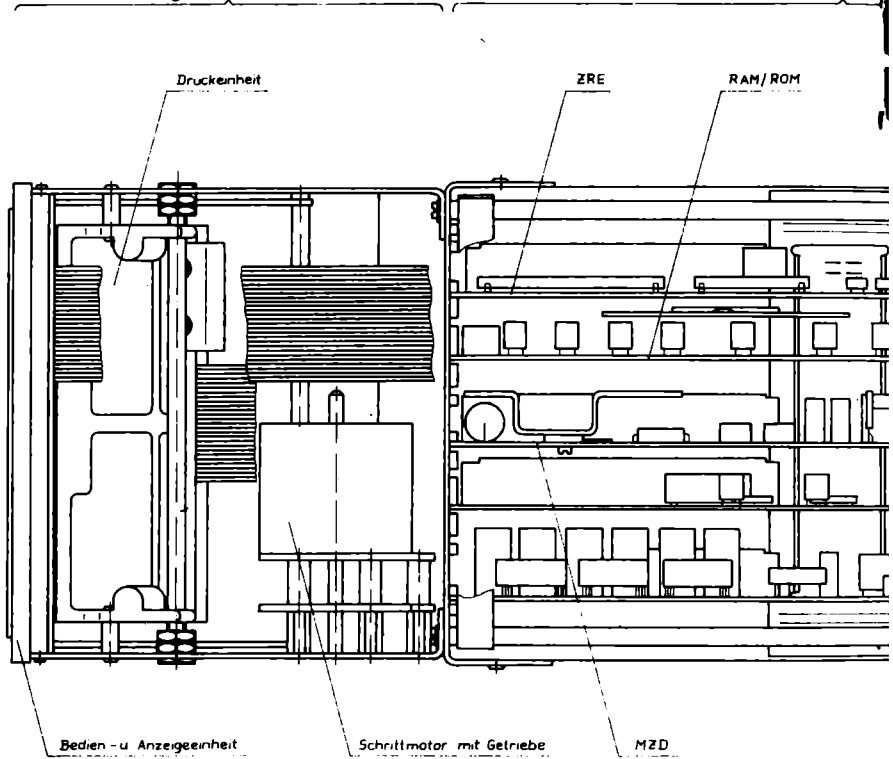 Druckeinheit
ZRE
RAM/ROM
Bedien-u Anzeigeeinheit
Schrittmotor mit Getriebe
MZD